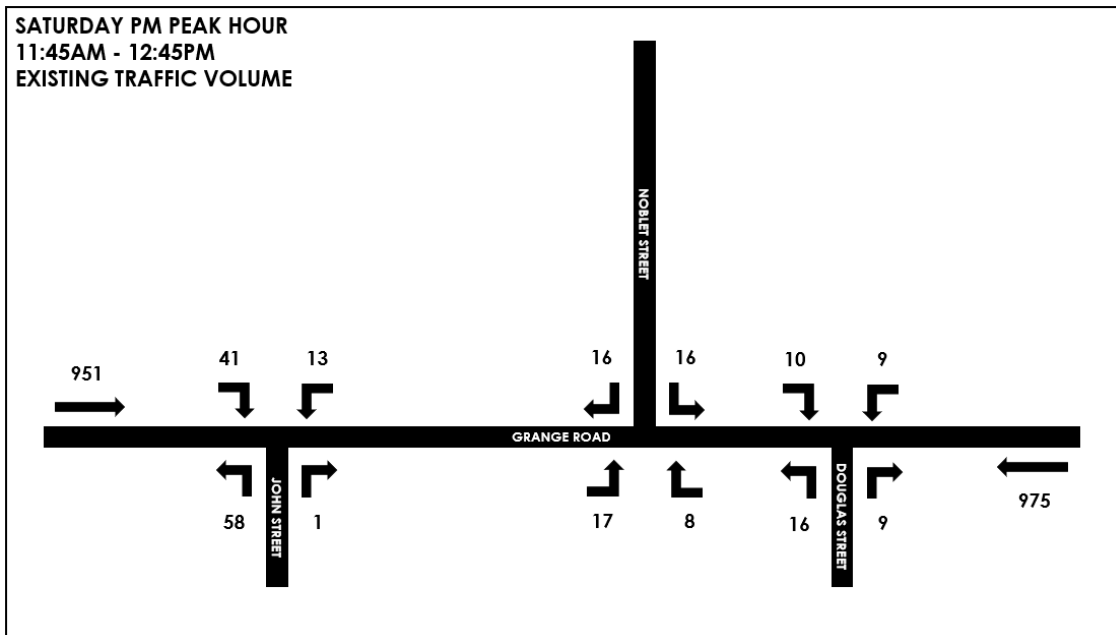 SATURDAY PM PEAK HOUR
11:45AM - 12:45PM
EXISTING TRAFFIC VOLUME
NOBLET STREET
951
41
13
16
16
10
9
GRANGE ROAD
JOHN STREET
DOUGLAS STREET
58
1
17
8
16
9
975